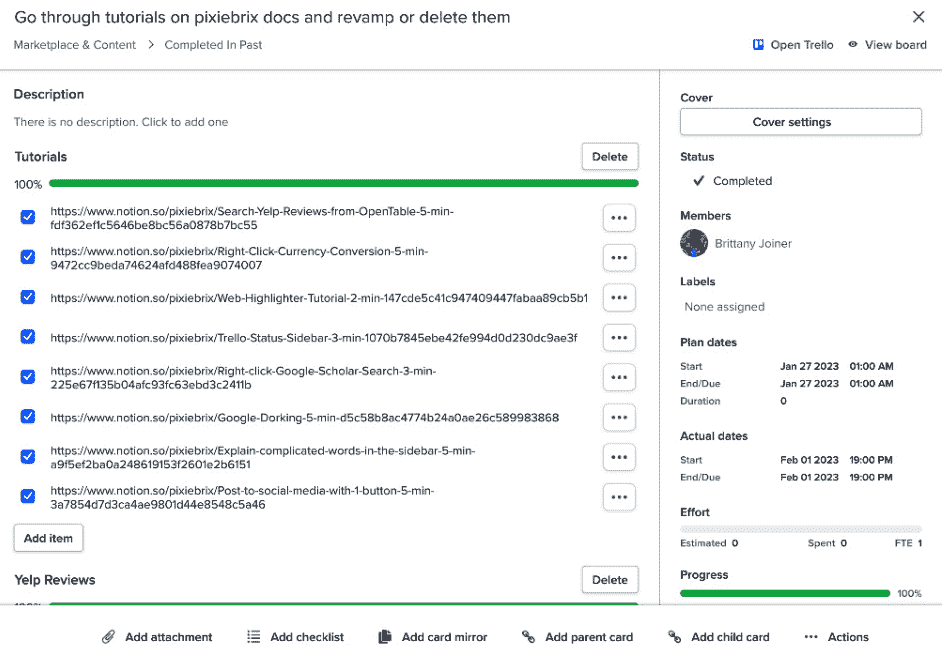 Go through tutorials on pixiebrix docs and revamp or delete them
Marketplace & Content > Completed In Past
Open Trello
View board
Description
There is no description. Click to add one
Tutorials
Delete
100%
https://www.notion.so/pixiebrix/Search-Yelp-Reviews-from-OpenTable-5-min-
fdf362ef1c5646be8bc56a0878b7bc55
https://www.notion.so/pixiebrix/Right-Click-Currency-Conversion-5-min-
9472cc9beda74624afd488fea9074007
https://www.notion.so/pixiebrix/Web-Highlighter-Tutorial-2-min-147cde5c41c947409447fabaa89cb5b1
https://www.notion.so/pixiebrix/Trello-Status-Sidebar-3-min-1070b7845ebe42fe994d0d230dc9ae3f
https://www.notion.so/pixiebrix/Right-click-Google-Scholar-Search-3-min-
225e67f135b04afc93fc63ebd3c2411b
https://www.notion.so/pixiebrix/Google-Dorking-5-min-d5c58b8ac4774b24a0ae26c589983868
https://www.notion.so/pixiebrix/Explain-complicated-words-in-the-sidebar-5-min-
a9f5ef2ba0a248619153f2601e2b6151
https://www.notion.so/pixiebrix/Post-to-social-media-with-1-button-5-min-
3a7854d7d3ca4ae9801d44e8548c5a46
Add item
Yelp Reviews
Delete
Cover
Cover settings
Status
Completed
Members
Brittany Joiner
Labels
None assigned
Plan dates
Start Jan 27 2023 01:00 AM
End/Due Jan 27 2023 01:00 AM
Duration 0
Actual dates
Start Feb 01 2023 19:00 PM
End/Due Feb 01 2023 19:00 PM
Effort
Estimated 0 Spent 0 FTE 1
Progress
100%
Add attachment
Add checklist
Add card mirror
Add parent card
Add child card
Actions